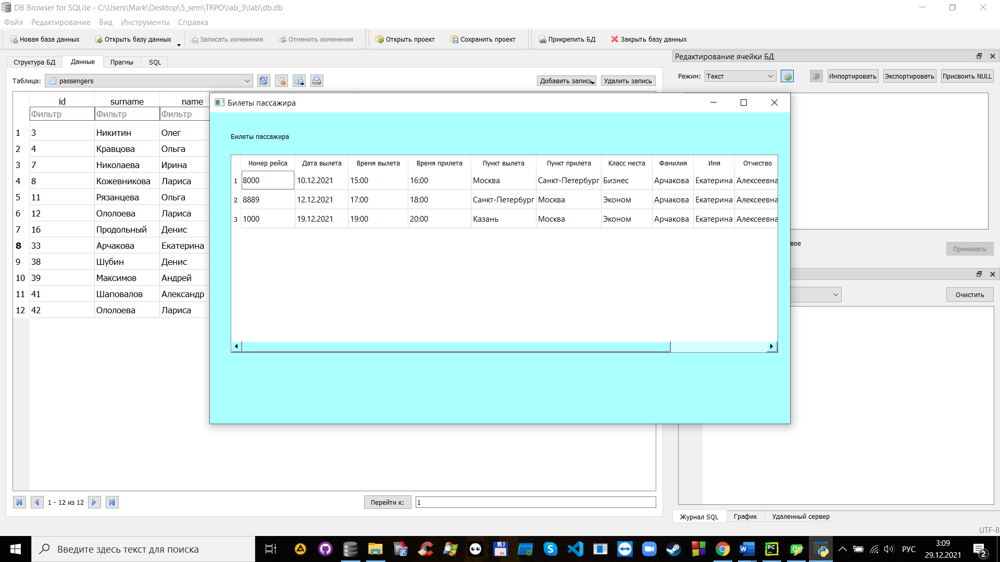 DB Browser for SQLite - C:\Users\Mark\Desktop\5_sem\TRPO\lab_3\lab\db.db
Файл Редактирование Вид Инструменты Справка
Новая база данных Открыть базу данных Записать изменения Отменить изменения Открыть проект Сохранить проект Прикрепить БД Закрыть базу данных
Структура БД Данные Прагмы SQL
Таблица: passengers Добавить запись Удалить запись
id surname name
Фильтр Фильтр Фильтр
1 3 Никитин Олег
2 4 Кравцова Ольга
3 7 Николаева Ирина
4 8 Кожевникова Лариса
5 11 Рязанцева Ольга
6 12 Ололоева Лариса
7 16 Продольный Денис
8 33 Арчакова Екатерина
9 38 Шубин Денис
10 39 Максимов Андрей
11 41 Шаповалов Александр
12 42 Ололоева Лариса
1 - 12 из 12 Перейти к: 1
Билеты пассажира
Билеты пассажира
Номер рейса Дата вылета Время вылета Время прилета Пункт вылета Пункт прилета Класс места Фамилия Имя Отчество
1 8000 10.12.2021 15:00 16:00 Москва Санкт-Петербург Бизнес Арчакова Екатерина Алексеевна
2 8889 12.12.2021 17:00 18:00 Санкт-Петербург Москва Эконом Арчакова Екатерина Алексеевна
3 1000 19.12.2021 19:00 20:00 Казань Москва Эконом Арчакова Екатерина Алексеевна
Редактирование ячейки БД
Режим: Текст Импортировать Экспортировать Присвоить NULL
вое
Применить
Очистить
Журнал SQL График Удаленный сервер
UTF-8
Введите здесь текст для поиска
РУС 3:09
29.12.2021 2